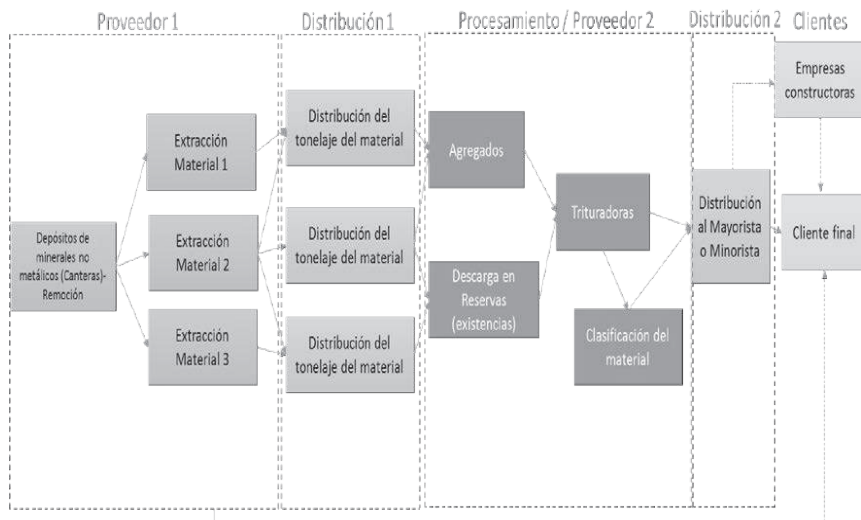 Proveedor 1
Distribución 1
Procesamiento / Proveedor 2
Distribución 2
Clientes
Depósitos de
minerales no
metálicos (Canteras)-
Remoción
Extracción
Material 1
Extracción
Material 2
Extracción
Material 3
Distribución del
tonelaje del material
Distribución del
tonelaje del material
Distribución del
tonelaje del material
Agregados
Descarga en
Reservas
(existencias)
Trituradoras
Clasificación del
material
Distribución
al Mayorista
o Minorista
Empresas
constructoras
Cliente final